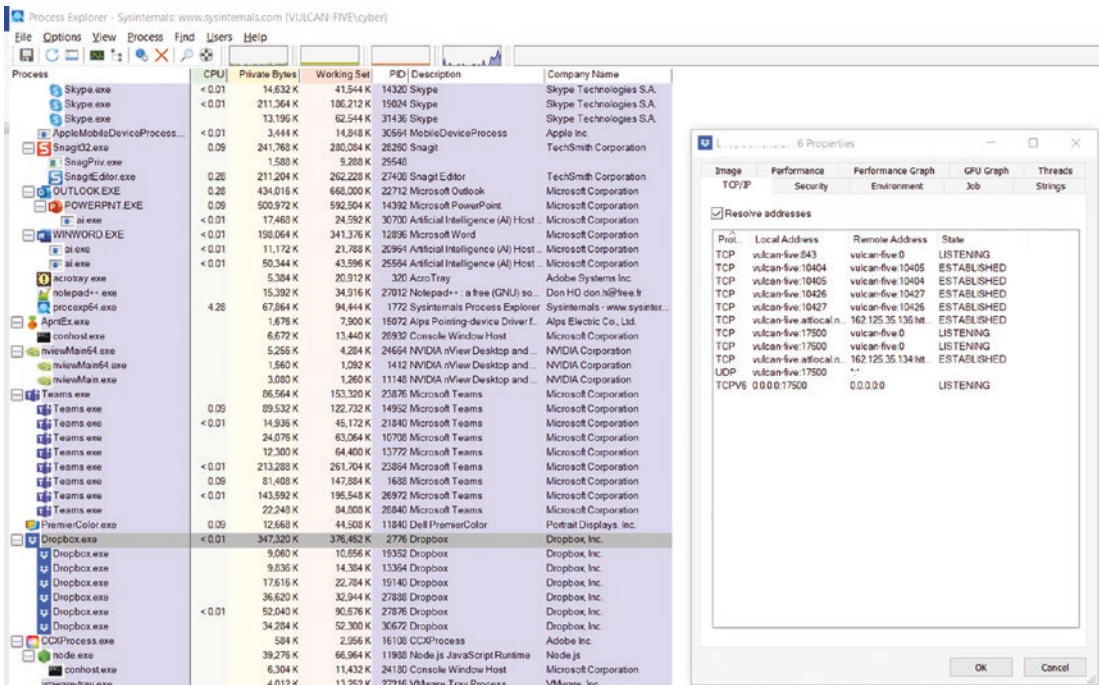 Process Explorer - Sysinternals: www.sysinternals.com [VULCAN-FIVE\cyber]
File Options View Process Find Users Help
Process CPU Private Bytes Working Set PID Description Company Name
Skype.exe < 0.01 14,632 K 41,544 K 14320 Skype Skype Technologies S.A.
Skype.exe < 0.01 211,364 K 186,212 K 19024 Skype Skype Technologies S.A.
Skype.exe 13,196 K 62,544 K 31436 Skype Skype Technologies S.A.
AppleMobileDeviceProcess... < 0.01 3,444 K 14,848 K 30564 MobileDeviceProcess Apple Inc.
Snagit32.exe 0.09 241,768 K 280,084 K 28260 Snagit TechSmith Corporation
SnagPriv.exe 1,588 K 9,288 K 29548
SnagitEditor.exe 0.28 211,204 K 262,228 K 27408 Snagit Editor TechSmith Corporation
OUTLOOK.EXE 0.28 434,016 K 668,000 K 22712 Microsoft Outlook Microsoft Corporation
POWERPNT.EXE 0.09 500,972 K 592,504 K 14392 Microsoft PowerPoint Microsoft Corporation
ai.exe < 0.01 17,468 K 24,592 K 30700 Artificial Intelligence (AI) Host ... Microsoft Corporation
WINWORD.EXE < 0.01 198,064 K 341,376 K 12896 Microsoft Word Microsoft Corporation
ai.exe < 0.01 11,172 K 21,788 K 20964 Artificial Intelligence (AI) Host ... Microsoft Corporation
ai.exe < 0.01 50,344 K 43,596 K 25564 Artificial Intelligence (AI) Host ... Microsoft Corporation
acrotray.exe 5,384 K 20,912 K 320 AcroTray Adobe Systems Inc.
notepad++.exe 15,392 K 34,916 K 27012 Notepad++ : a free (GNU) so... Don HO don.h@free.fr
procexp64.exe 4.28 67,864 K 94,444 K 1772 Sysinternals Process Explorer Sysinternals - www.sysinter...
ApntEx.exe 1,676 K 7,900 K 15072 Alps Pointing-device Driver f... Alps Electric Co., Ltd.
conhost.exe 6,672 K 13,440 K 28932 Console Window Host Microsoft Corporation
nviewMain64.exe 5,256 K 4,284 K 24664 NVIDIA nView Desktop and ... NVIDIA Corporation
nviewMain64.exe 1,560 K 1,092 K 1412 NVIDIA nView Desktop and ... NVIDIA Corporation
nviewMain.exe 3,080 K 1,260 K 11148 NVIDIA nView Desktop and ... NVIDIA Corporation
Teams.exe 86,564 K 153,320 K 23876 Microsoft Teams Microsoft Corporation
Teams.exe 0.09 89,532 K 122,732 K 14952 Microsoft Teams Microsoft Corporation
Teams.exe < 0.01 14,936 K 45,172 K 21840 Microsoft Teams Microsoft Corporation
Teams.exe 24,076 K 63,064 K 10708 Microsoft Teams Microsoft Corporation
Teams.exe 12,300 K 64,400 K 13772 Microsoft Teams Microsoft Corporation
Teams.exe < 0.01 213,288 K 261,704 K 23864 Microsoft Teams Microsoft Corporation
Teams.exe 0.09 81,408 K 147,884 K 1688 Microsoft Teams Microsoft Corporation
Teams.exe < 0.01 143,592 K 195,548 K 26972 Microsoft Teams Microsoft Corporation
Teams.exe 22,248 K 84,808 K 28840 Microsoft Teams Microsoft Corporation
PremierColor.exe 0.09 12,668 K 44,508 K 11840 Dell PremierColor Portrait Displays, Inc.
Dropbox.exe < 0.01 347,320 K 376,452 K 2776 Dropbox Dropbox, Inc.
Dropbox.exe 9,060 K 10,656 K 19352 Dropbox Dropbox, Inc.
Dropbox.exe 9,836 K 14,384 K 13364 Dropbox Dropbox, Inc.
Dropbox.exe 17,616 K 22,784 K 19140 Dropbox Dropbox, Inc.
Dropbox.exe 36,620 K 32,944 K 27888 Dropbox Dropbox, Inc.
Dropbox.exe < 0.01 52,040 K 90,676 K 27876 Dropbox Dropbox, Inc.
Dropbox.exe 34,284 K 52,300 K 30672 Dropbox Dropbox, Inc.
CCXProcess.exe 584 K 2,956 K 16108 CCXProcess Adobe Inc.
node.exe 39,276 K 66,964 K 11988 Node.js JavaScript Runtime Node.js
conhost.exe 6,304 K 11,432 K 24180 Console Window Host Microsoft Corporation
vmware-tray.exe 4,012 K 13,252 K 27216 VMware Tray Process VMware, Inc.
6 Properties
Image Performance Performance Graph GPU Graph Threads
TCP/IP Security Environment Job Strings
Resolve addresses
Prot... Local Address Remote Address State
TCP vulcan-five:843 vulcan-five:0 LISTENING
TCP vulcan-five:10404 vulcan-five:10405 ESTABLISHED
TCP vulcan-five:10405 vulcan-five:10404 ESTABLISHED
TCP vulcan-five:10426 vulcan-five:10427 ESTABLISHED
TCP vulcan-five:10427 vulcan-five:10426 ESTABLISHED
TCP vulcan-five.attlocal.n... 162.125.35.136:htt... ESTABLISHED
TCP vulcan-five:17500 vulcan-five:0 LISTENING
TCP vulcan-five:17600 vulcan-five:0 LISTENING
TCP vulcan-five.attlocal.n... 162.125.35.134:htt... ESTABLISHED
UDP vulcan-five:17500 *:*
TCPV6 0.0.0.0:17500 0.0.0.0:0 LISTENING
OK Cancel